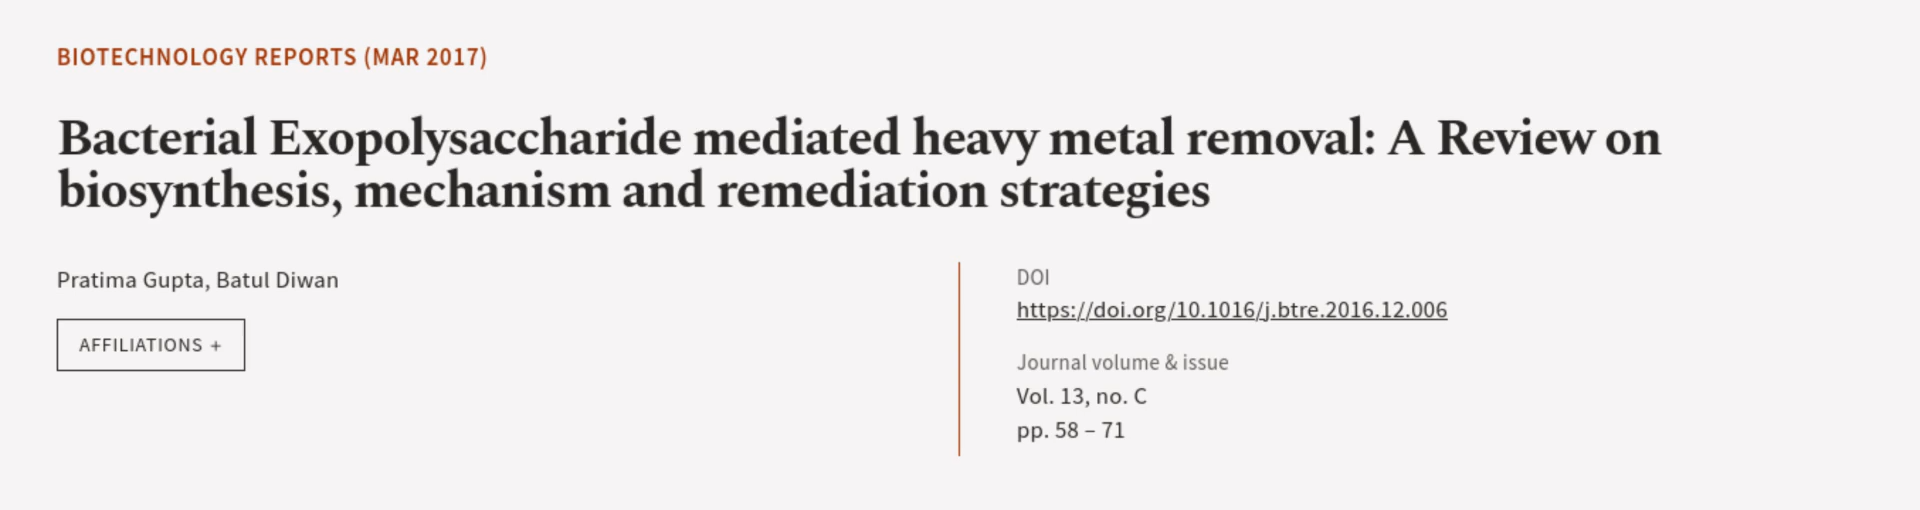 BIOTECHNOLOGY REPORTS (MAR 2017)
Bacterial Exopolysaccharide mediated heavy metal removal: A Review on
biosynthesis, mechanism and remediation strategies
Pratima Gupta, Batul Diwan
AFFILIATIONS +
DOI
https://doi.org/10.1016/j.btre.2016.12.006
Journal volume & issue
Vol. 13, no. C
pp. 58 – 71